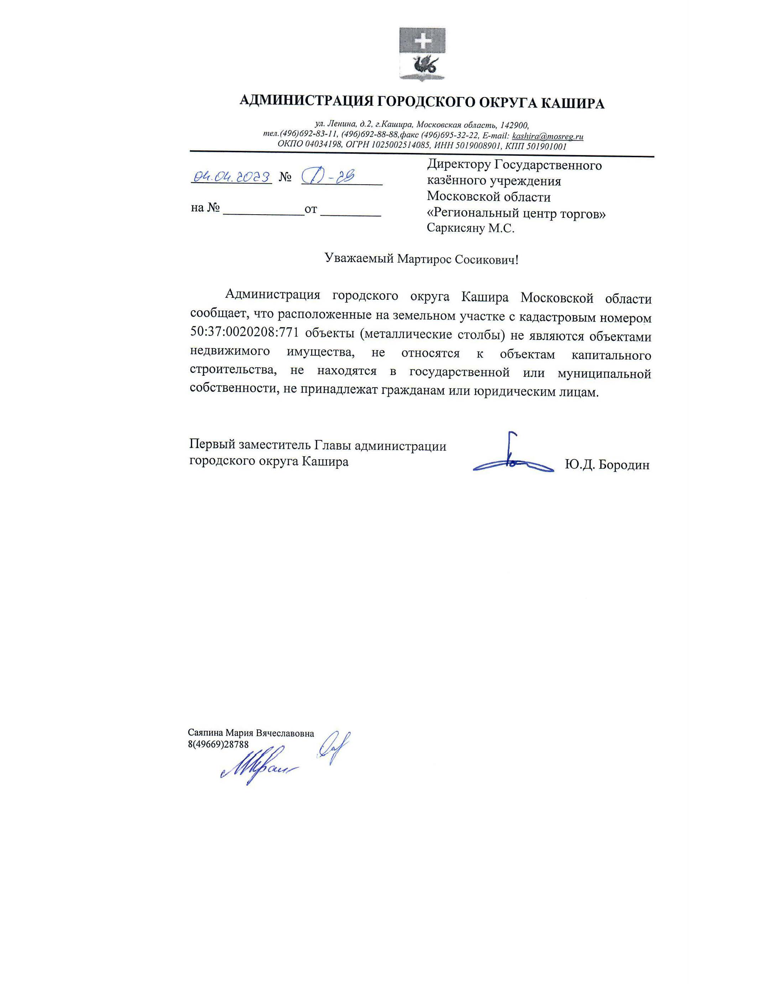 АДМИНИСТРАЦИЯ ГОРОДСКОГО ОКРУГА КАШИРА
ул. Ленина, д.2, г.Кашира, Московская область, 142900,
тел.(496)692-83-11, (496)692-88-88,факс (496)695-32-22, E-mail: kashira@mosreg.ru
ОКПО 04034198, ОГРН 1025002514085, ИНН 5019008901, КПП 501901001
04.04.2023 №
на № ____________от _________
Директору Государственного
казённого учреждения
Московской области
«Региональный центр торгов»
Саркисяну М.С.
Уважаемый Мартирос Сосикович!
Администрация городского округа Кашира Московской области
сообщает, что расположенные на земельном участке с кадастровым номером
50:37:0020208:771 объекты (металлические столбы) не являются объектами
недвижимого имущества, не относятся к объектам капитального
строительства, не находятся в государственной или муниципальной
собственности, не принадлежат гражданам или юридическим лицам.
Первый заместитель Главы администрации
городского округа Кашира
Ю.Д. Бородин
Саяпина Мария Вячеславовна
8(49669)28788